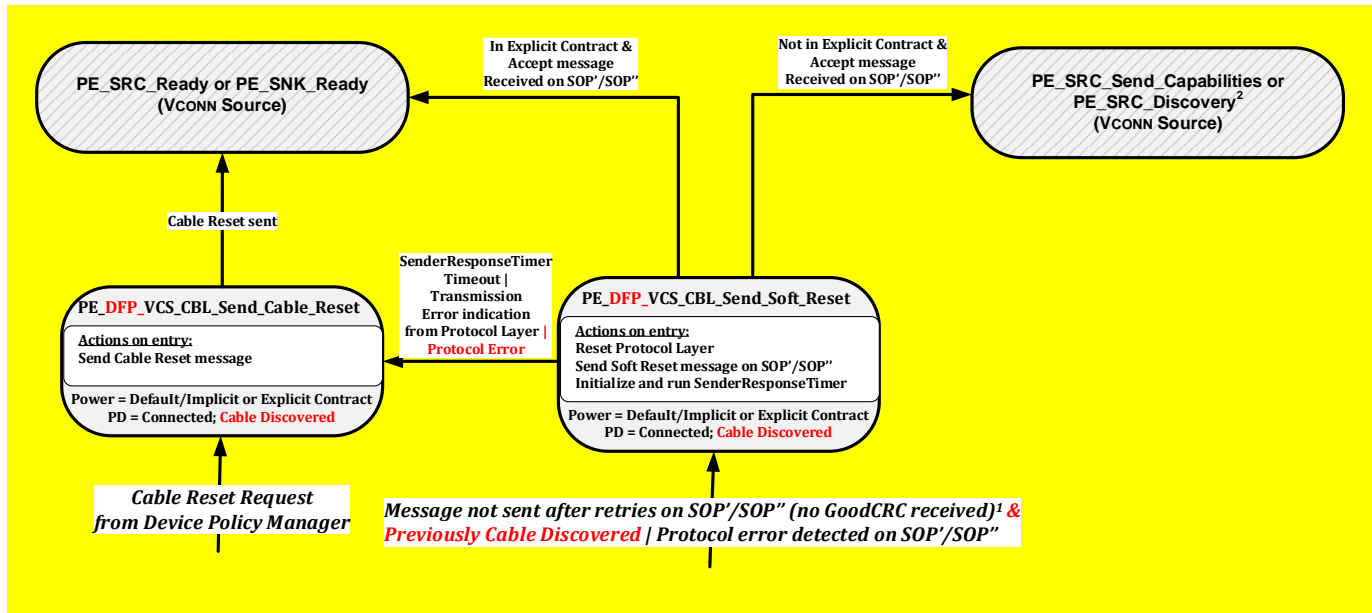 In Explicit Contract &
Accept message
Received on SOP’/SOP’’
Not in Explicit Contract &
Accept message
Received on SOP’/SOP’’
PE_SRC_Ready or PE_SNK_Ready
(VCONN Source)
PE_SRC_Send_Capabilities or
PE_SRC_Discovery²
(VCONN Source)
Cable Reset sent
SenderResponseTimer
Timeout |
Transmission
Error indication
from Protocol Layer |
Protocol Error
PE_DFP_VCS_CBL_Send_Cable_Reset
Actions on entry:
Send Cable Reset message
Power = Default/Implicit or Explicit Contract
PD = Connected; Cable Discovered
PE_DFP_VCS_CBL_Send_Soft_Reset
Actions on entry:
Reset Protocol Layer
Send Soft Reset message on SOP’/SOP’’
Initialize and run SenderResponseTimer
Power = Default/Implicit or Explicit Contract
PD = Connected; Cable Discovered
Cable Reset Request
from Device Policy Manager
Message not sent after retries on SOP’/SOP’’ (no GoodCRC received)¹ &
Previously Cable Discovered | Protocol error detected on SOP’/SOP’’